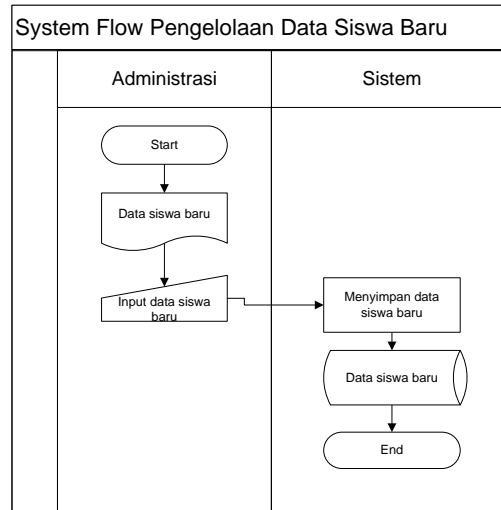 System Flow Pengelolaan Data Siswa Baru
Administrasi
Sistem
Start
Data siswa baru
Input data siswa
baru
Menyimpan data
siswa baru
Data siswa baru
End